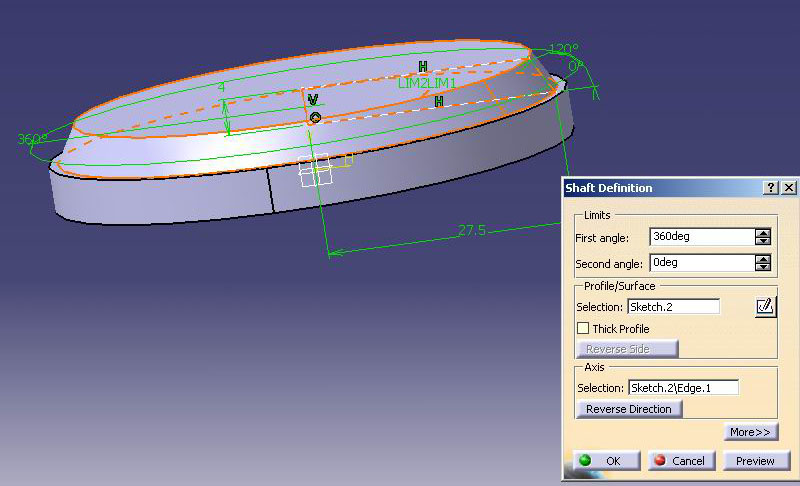 120°
H
0°
4
LIM2LIM1
V
H
360°
27.5
Shaft Definition
Limits
First angle: 360deg
Second angle: 0deg
Profile/Surface
Selection: Sketch.2
Thick Profile
Reverse Side
Axis
Selection: Sketch.2\Edge.1
Reverse Direction
More>>
OK Cancel Preview